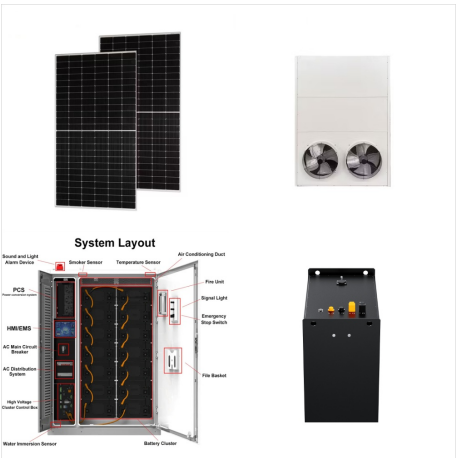 System Layout
Sound and Light
Alarm Device
Smoker Sensor
Temperature Sensor
Air Conditioning Duct
PCS
Power conversion system
Fire Unit
Signal Light
HMI/EMS
Emergency
Stop Switch
AC Main Circuit
Breaker
AC Distribution
System
File Basket
High Voltage
Cluster Control Box
Water Immersion Sensor
Battery Clustor